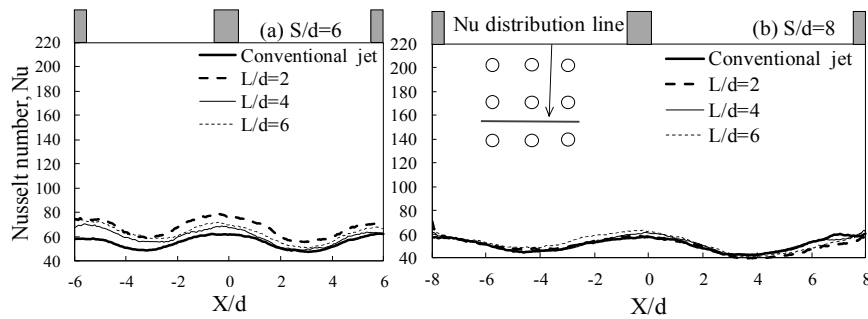 (a) S/d=6
Nusselt number, Nu
220
200
180
160
140
120
100
80
60
40
Conventional jet
L/d=2
L/d=4
L/d=6
-6 -4 -2 0 2 4 6
X/d
Nu distribution line
(b) S/d=8
220
200
180
160
140
120
100
80
60
40
Conventional jet
L/d=2
L/d=4
L/d=6
-8 -6 -4 -2 0 2 4 6 8
X/d